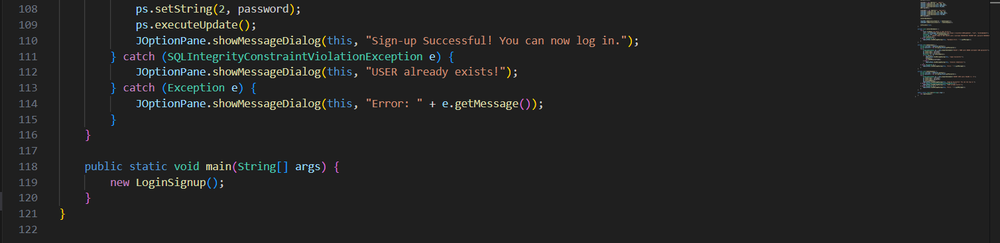 108 ps.setString(2, password);
109 ps.executeUpdate();
110 JOptionPane.showMessageDialog(this, "Sign-up Successful! You can now log in.");
111 } catch (SQLIntegrityConstraintViolationException e) {
112 JOptionPane.showMessageDialog(this, "USER already exists!");
113 } catch (Exception e) {
114 JOptionPane.showMessageDialog(this, "Error: " + e.getMessage());
115 }
116 }
117
118 public static void main(String[] args) {
119 new LoginSignup();
120 }
121 }
122